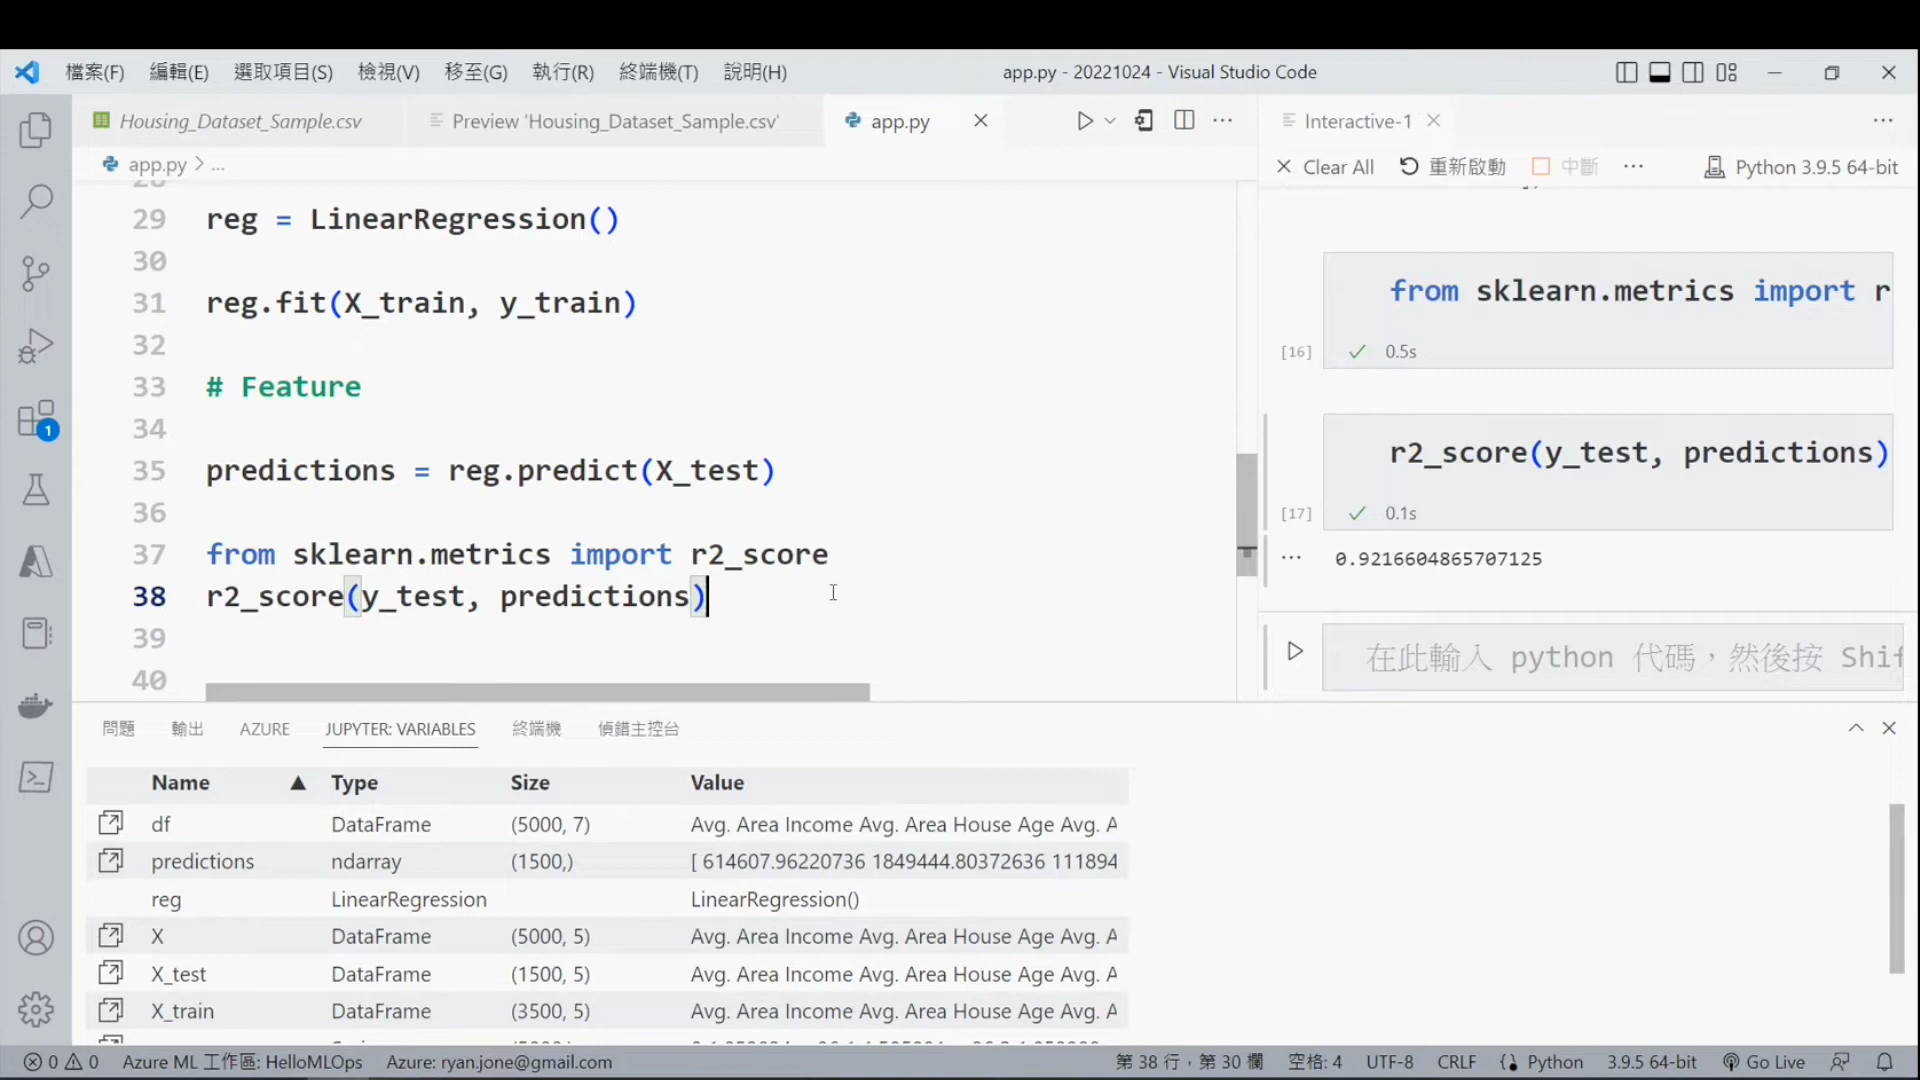 檔案(F) 編輯(E) 選取項目(S) 檢視(V) 移至(G) 執行(R) 終端機(T) 說明(H) app.py - 20221024 - Visual Studio Code
Housing_Dataset_Sample.csv Preview 'Housing_Dataset_Sample.csv' app.py
app.py > ...
29 reg = LinearRegression()
30
31 reg.fit(X_train, y_train)
32
33 # Feature
34
35 predictions = reg.predict(X_test)
36
37 from sklearn.metrics import r2_score
38 r2_score(y_test, predictions)
39
40
Interactive-1
Clear All 重新啟動 中斷 ... Python 3.9.5 64-bit
from sklearn.metrics import r
[16] 0.5s
r2_score(y_test, predictions)
[17] 0.1s
... 0.9216604865707125
在此輸入 python 代碼，然後按 Shif
1
問題 輸出 AZURE JUPYTER: VARIABLES 終端機 偵錯主控台
Name ▲ Type Size Value
df DataFrame (5000, 7) Avg. Area Income Avg. Area House Age Avg. A
predictions ndarray (1500,) [ 614607.96220736 1849444.80372636 111894
reg LinearRegression LinearRegression()
X DataFrame (5000, 5) Avg. Area Income Avg. Area House Age Avg. A
X_test DataFrame (1500, 5) Avg. Area Income Avg. Area House Age Avg. A
X_train DataFrame (3500, 5) Avg. Area Income Avg. Area House Age Avg. A
0 0 Azure ML 工作區: HelloMLOps Azure: ryan.jone@gmail.com 第 38 行，第 30 欄 空格: 4 UTF-8 CRLF Python 3.9.5 64-bit Go Live